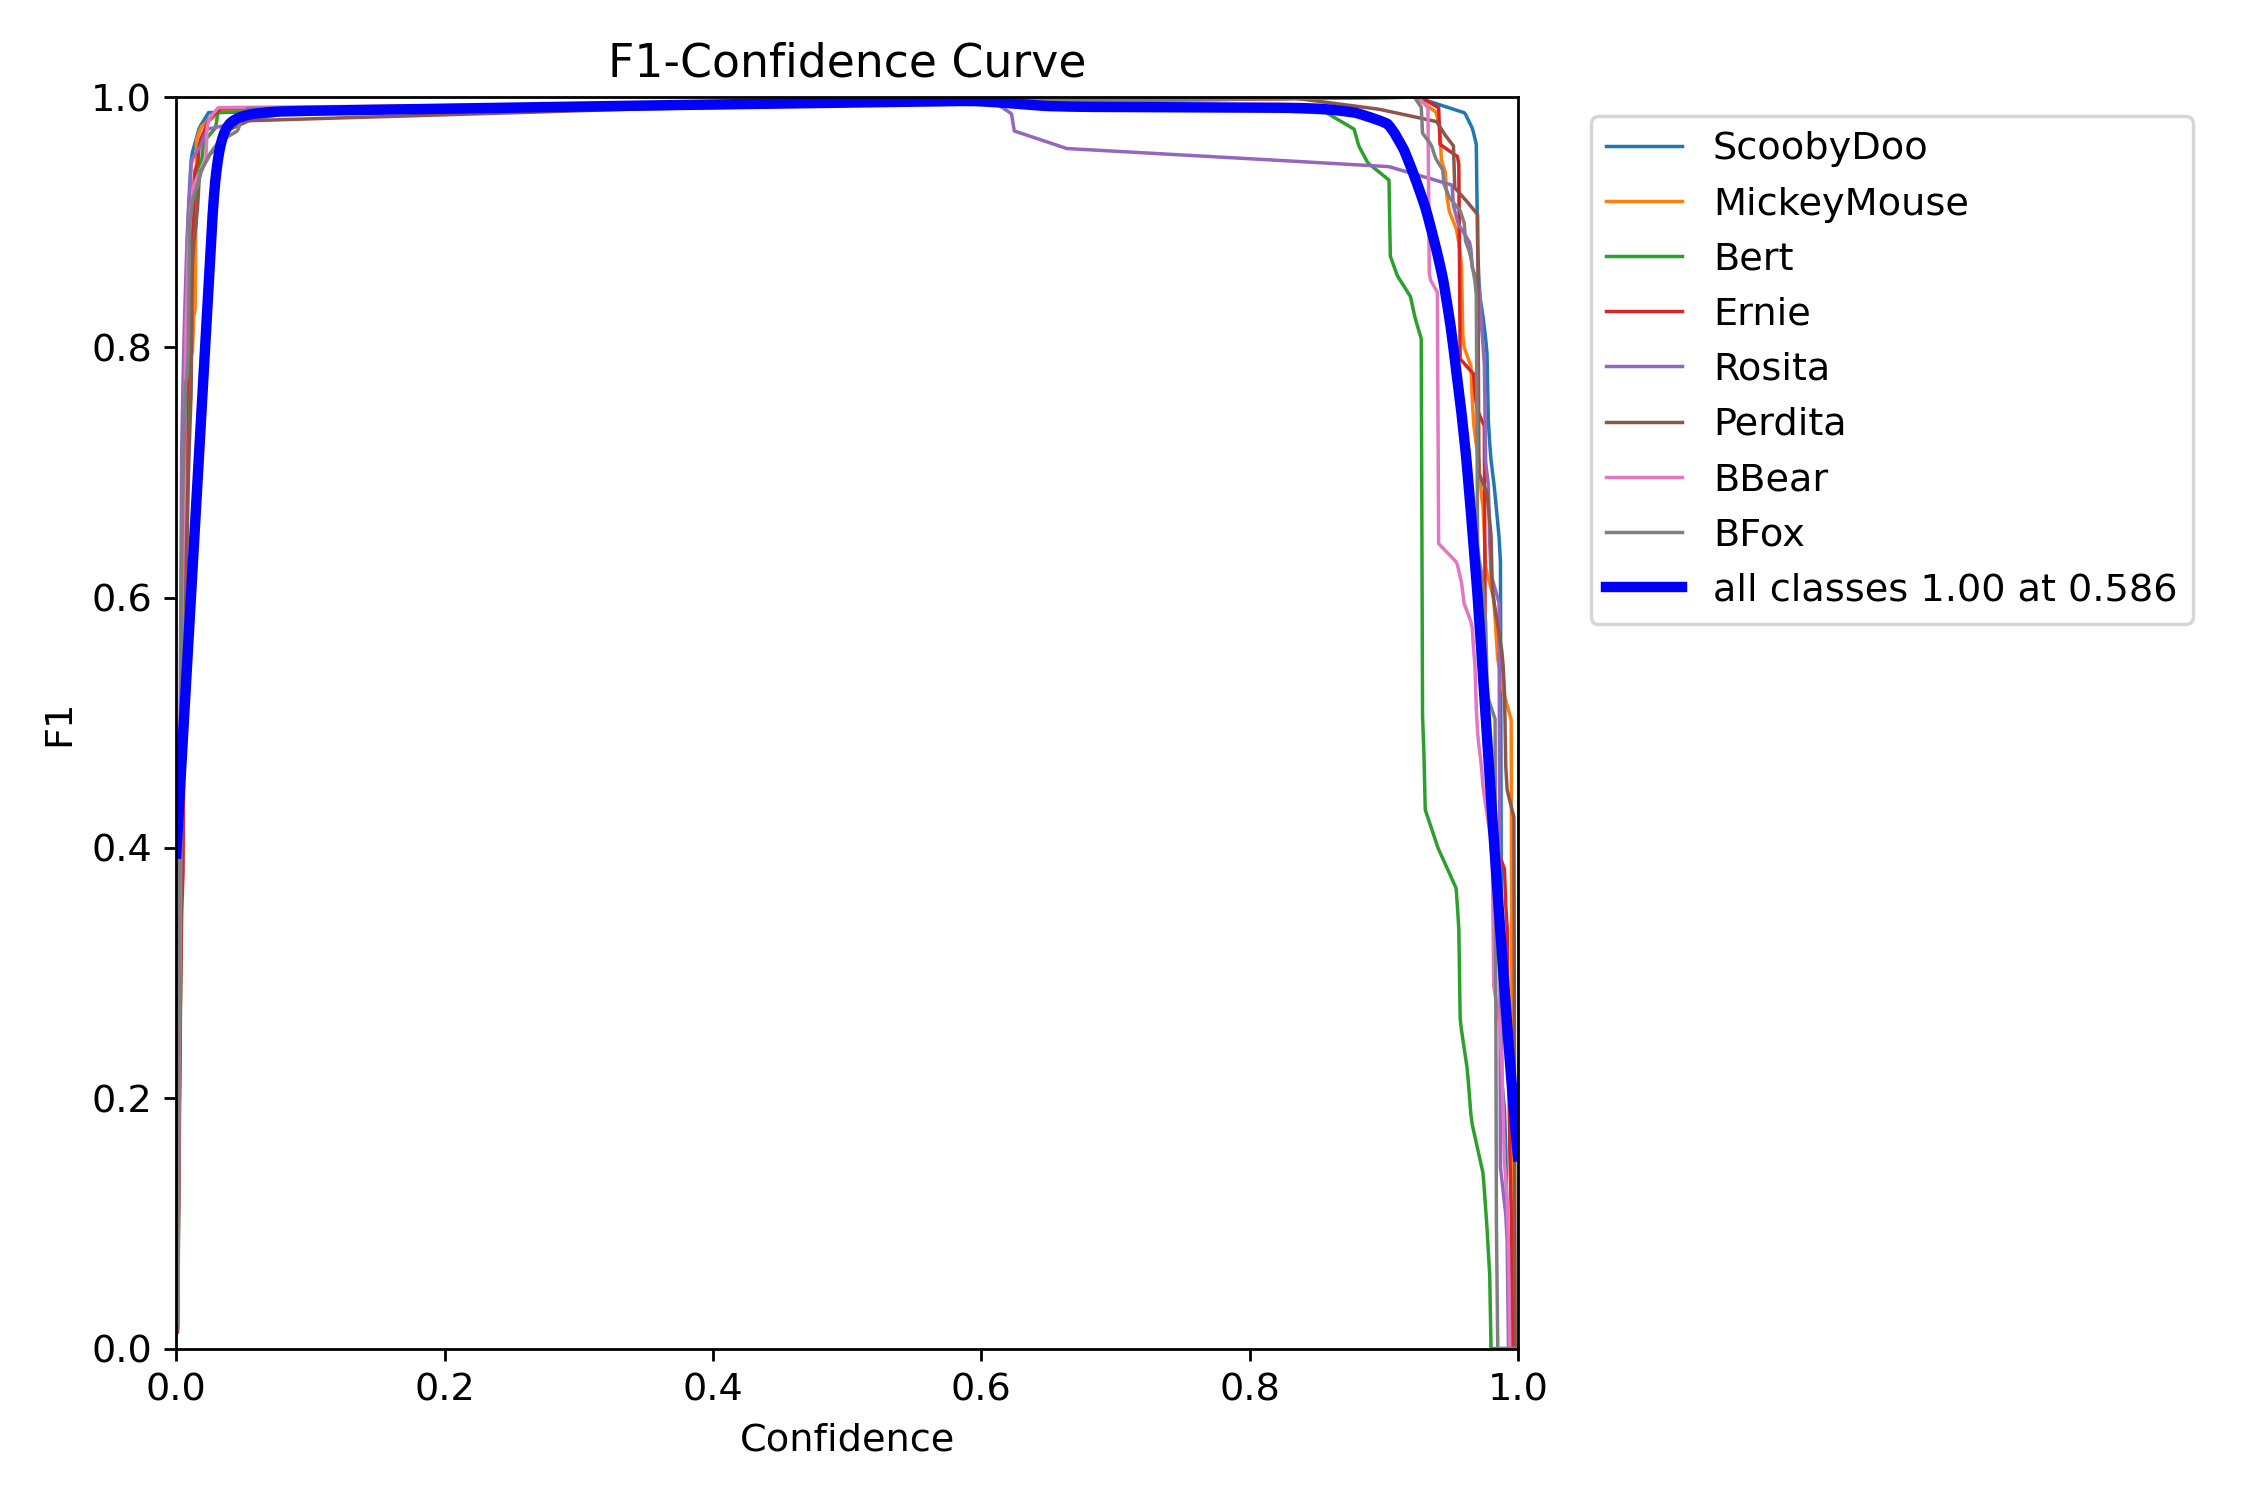 F1-Confidence Curve
1.0
0.8
0.6
0.4
0.2
0.0
F1
0.0 0.2 0.4 0.6 0.8 1.0
Confidence
ScoobyDoo
MickeyMouse
Bert
Ernie
Rosita
Perdita
BBear
BFox
all classes 1.00 at 0.586